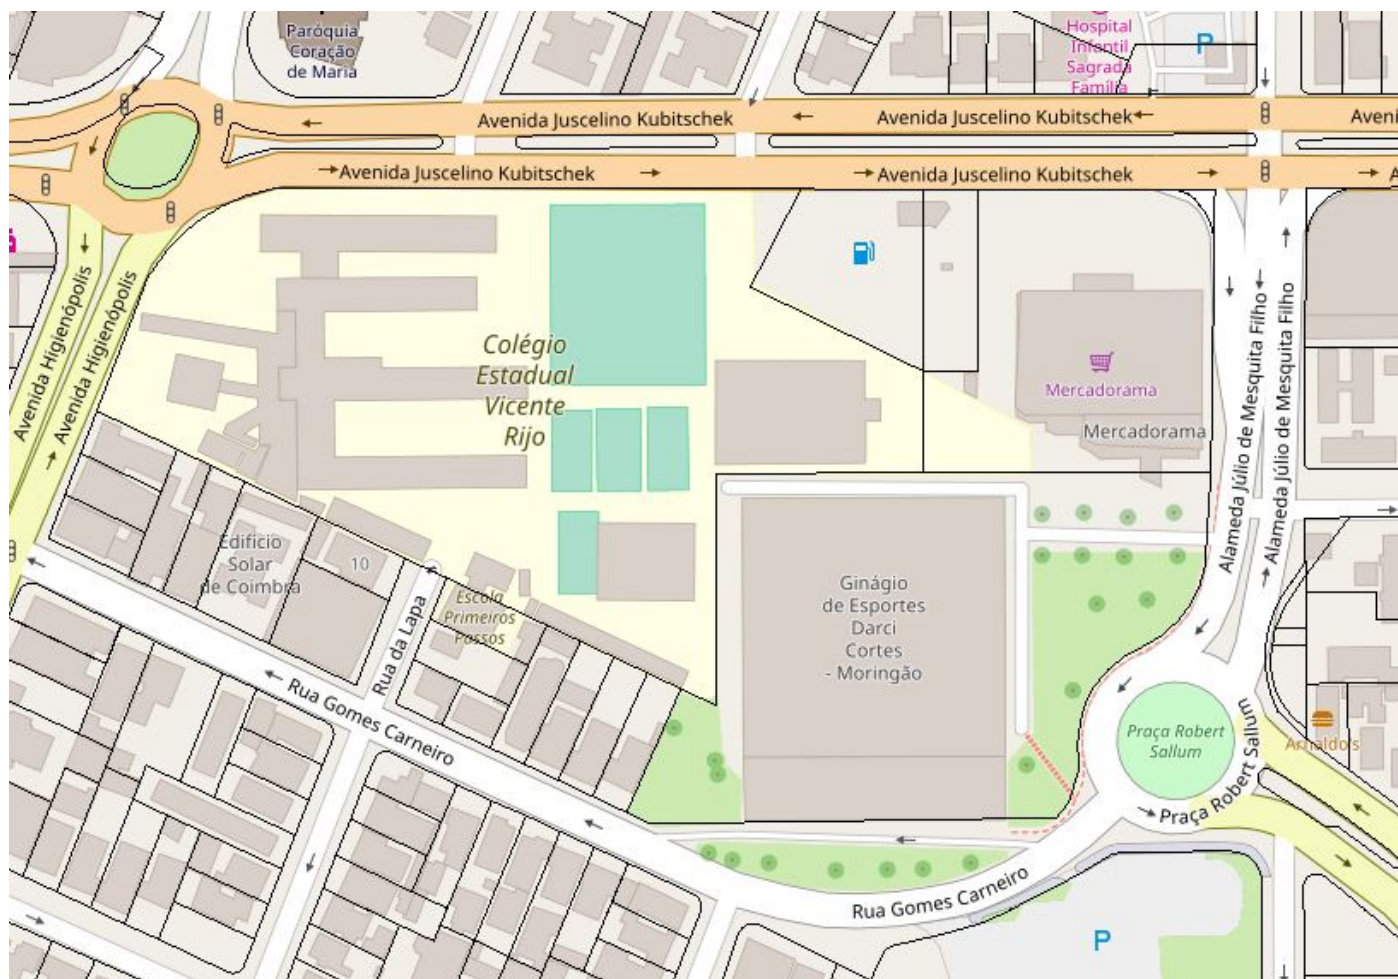 Paróquia
Coração
de Maria
Hospital
Infantil
Sagrada
Família
P
Avenida Juscelino Kubitschek
Avenida Juscelino Kubitschek
Aveni
Avenida Juscelino Kubitschek
Avenida Juscelino Kubitschek
A
Avenida Higienópolis
Avenida Higienópolis
Colégio
Estadual
Vicente
Rijo
Mercadorama
Mercadorama
Alameda Júlio de Mesquita Filho
Alameda Júlio de Mesquita Filho
Edifício
Solar
de Coimbra
10
Escola
Primeiros
Passos
Rua da Lapa
Ginágio
de Esportes
Darci
Cortes
- Moringão
Rua Gomes Carneiro
Praça Robert
Sallum
Praça Robert Sallum
Arnaldo's
Rua Gomes Carneiro
P